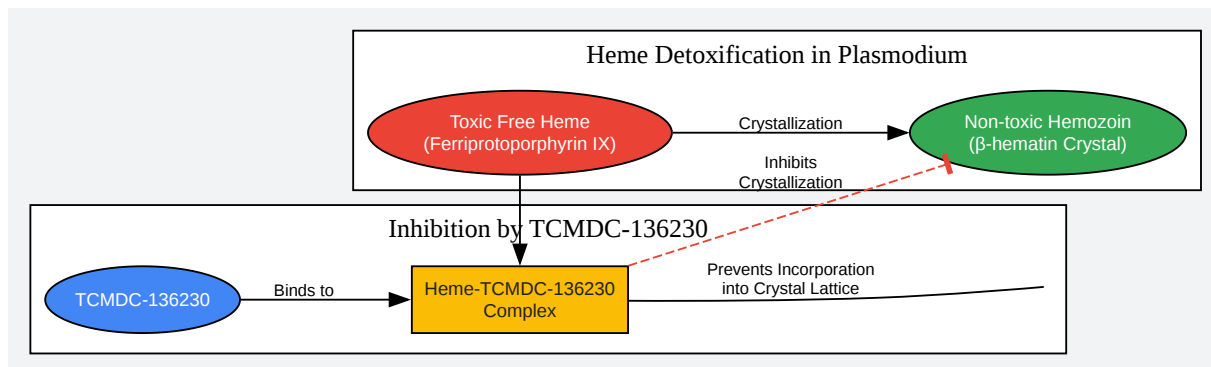 Heme Detoxification in Plasmodium
Toxic Free Heme
(Ferriprotoporphyrin IX)
Crystallization
Non-toxic Hemozoin
(β-hematin Crystal)
Inhibits
Crystallization
Inhibition by TCMDC-136230
TCMDC-136230
Binds to
Heme-TCMDC-136230
Complex
Prevents Incorporation
into Crystal Lattice